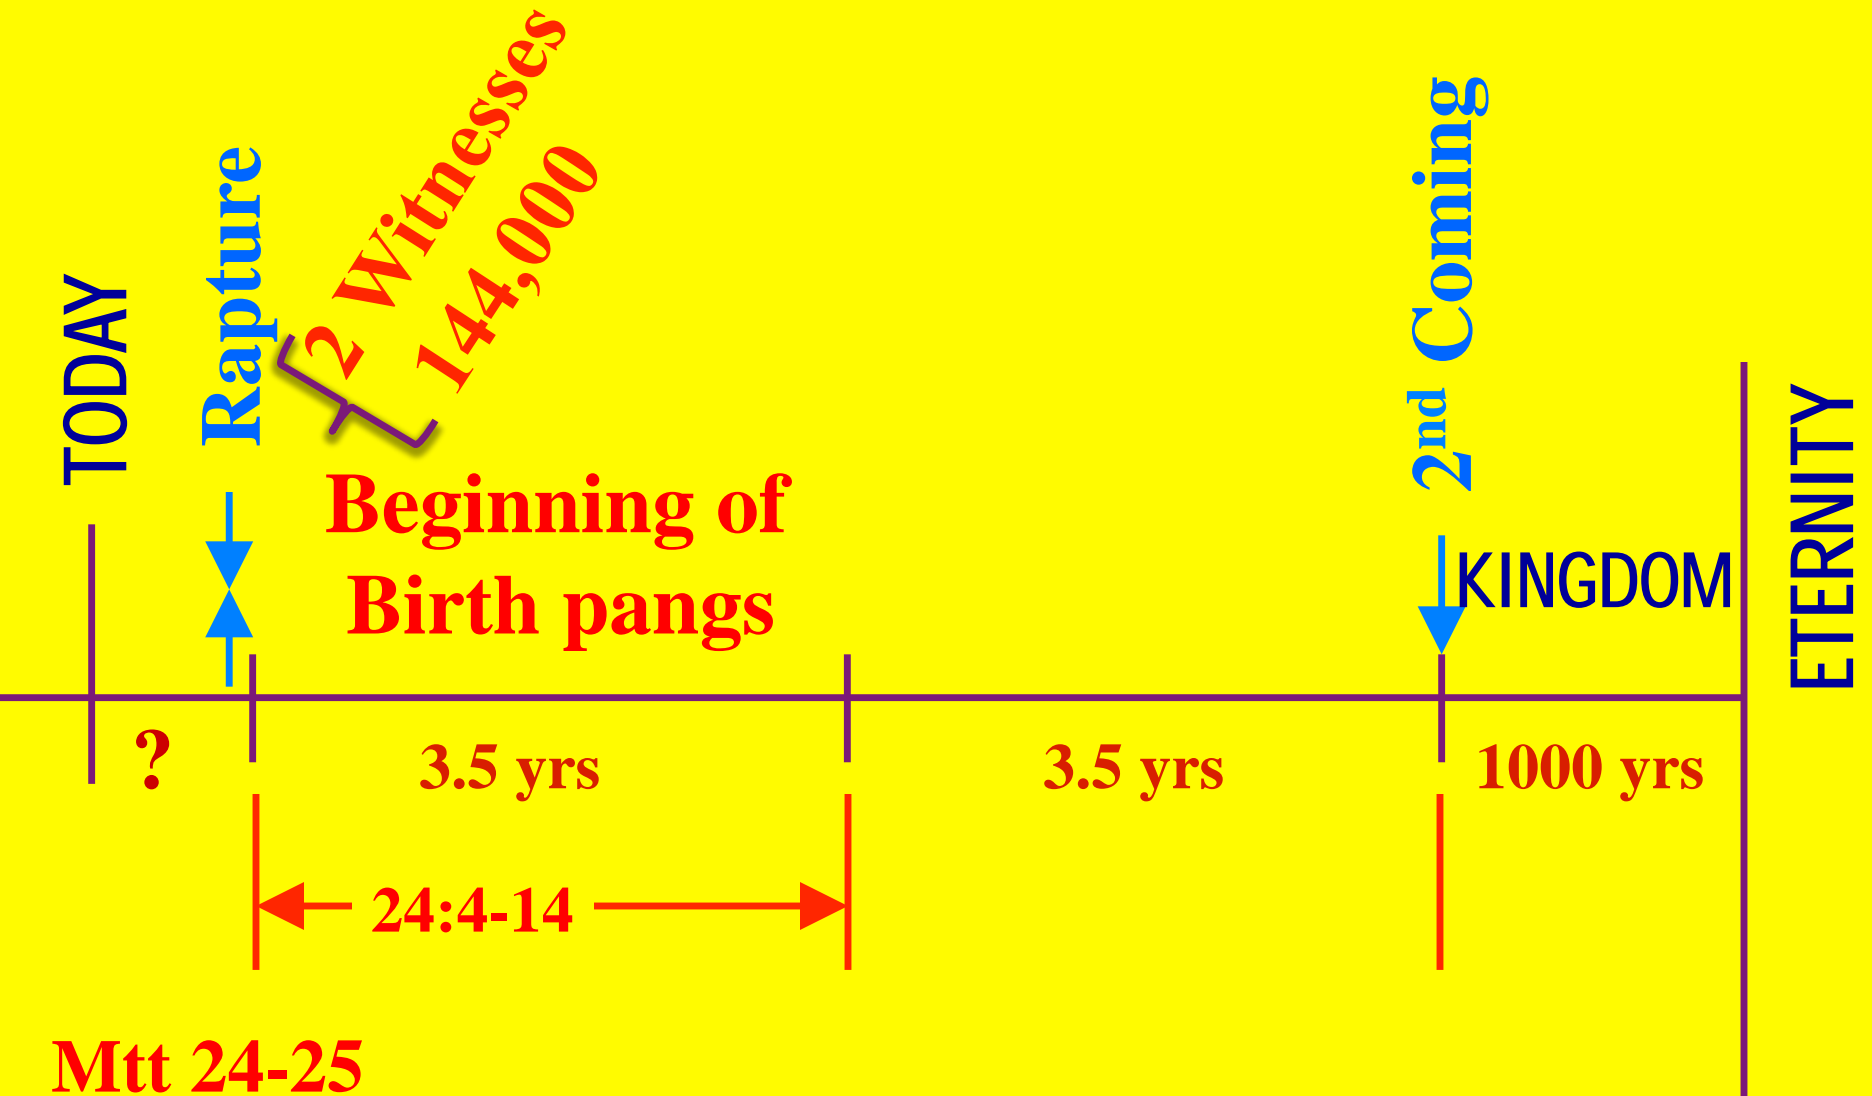 TODAY
Rapture
2 Witnesses
144,000
Beginning of
Birth pangs
2nd Coming
KINGDOM
ETERNITY
?
3.5 yrs
3.5 yrs
1000 yrs
24:4-14
Mtt 24-25